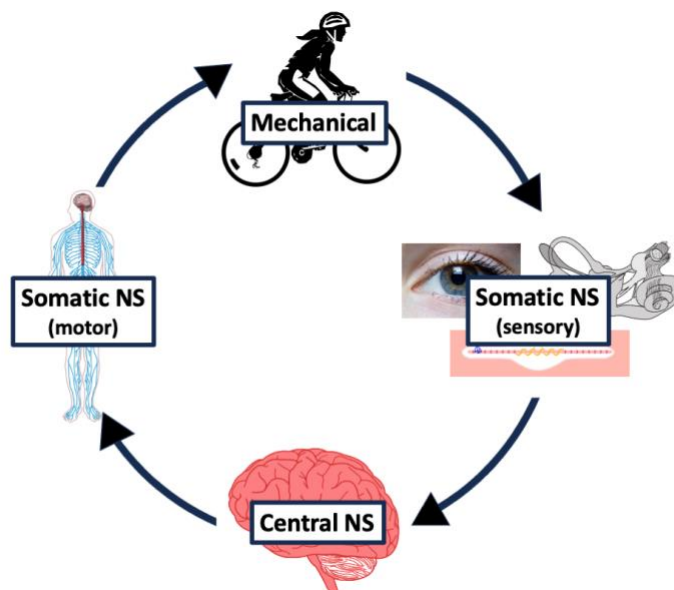 Mechanical
Somatic NS
(sensory)
Central NS
Somatic NS
(motor)